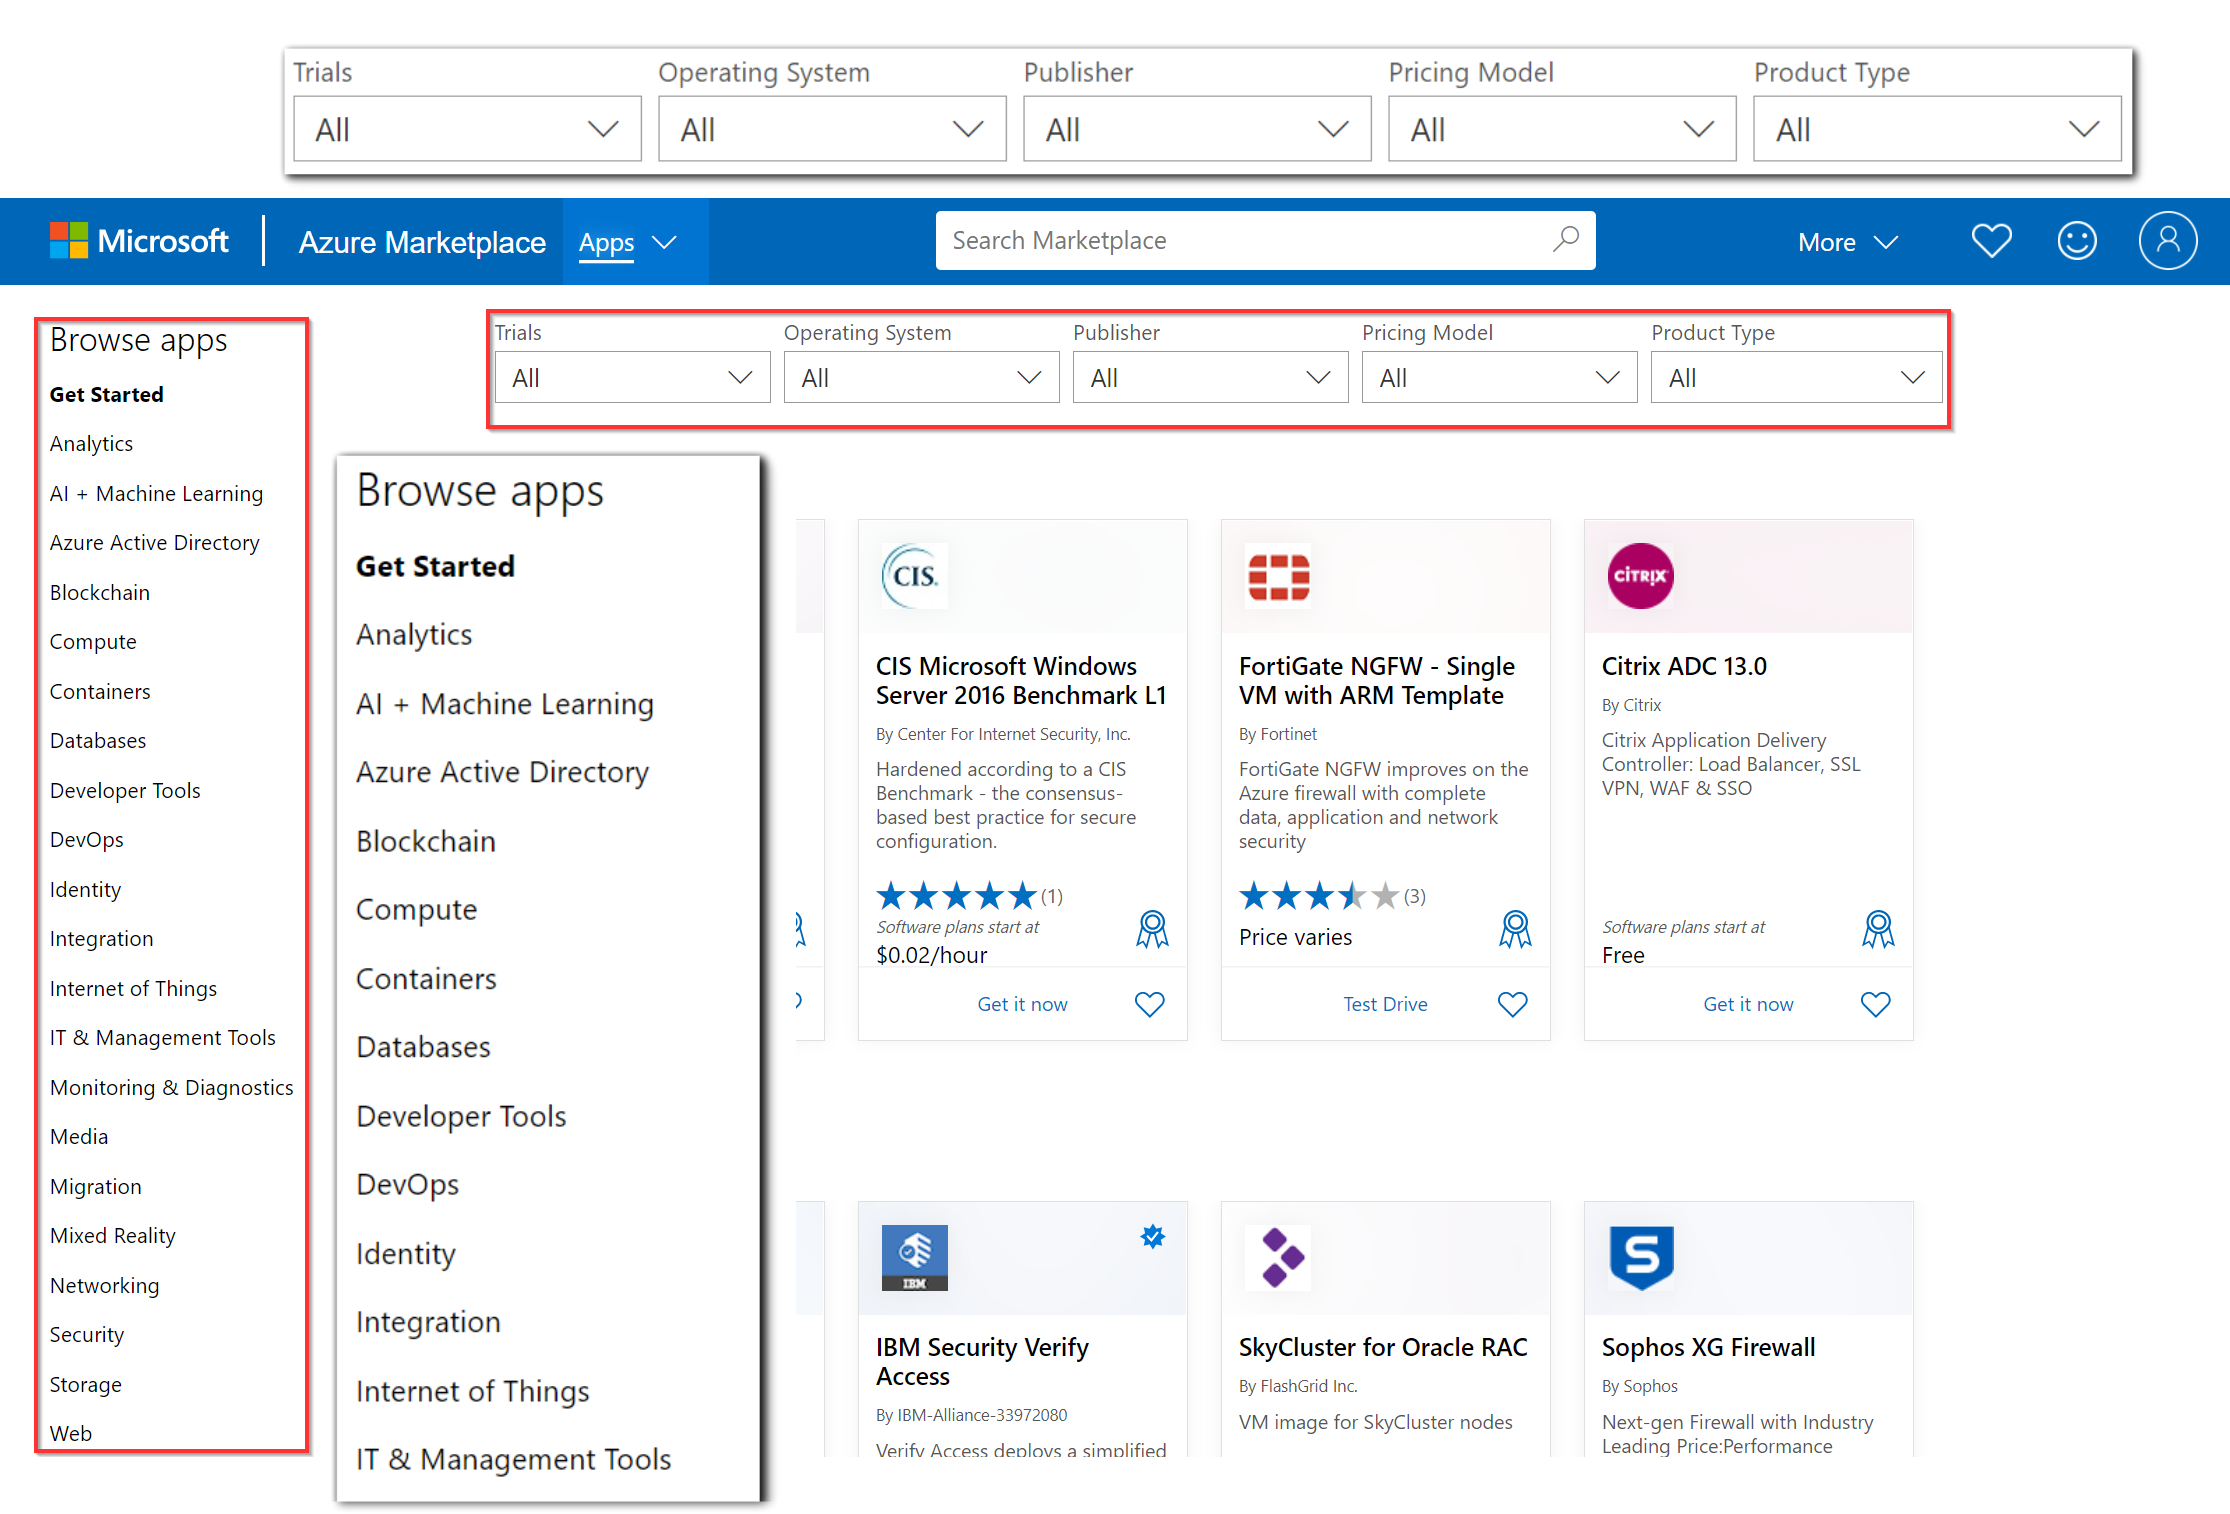 Trials Operating System Publisher Pricing Model Product Type
All All All All All
Microsoft Azure Marketplace Apps Search Marketplace More
Browse apps
Get Started
Analytics
AI + Machine Learning
Azure Active Directory
Blockchain
Compute
Containers
Databases
Developer Tools
DevOps
Identity
Integration
Internet of Things
IT & Management Tools
Monitoring & Diagnostics
Media
Migration
Mixed Reality
Networking
Security
Storage
Web
Trials Operating System Publisher Pricing Model Product Type
All All All All All
Browse apps
Get Started
Analytics
AI + Machine Learning
Azure Active Directory
Blockchain
Compute
Containers
Databases
Developer Tools
DevOps
Identity
Integration
Internet of Things
IT & Management Tools
CIS.
CIS Microsoft Windows
Server 2016 Benchmark L1
By Center For Internet Security, Inc.
Hardened according to a CIS
Benchmark - the consensus-
based best practice for secure
configuration.
(1)
Software plans start at
$0.02/hour
Get it now
FortiGate NGFW - Single
VM with ARM Template
By Fortinet
FortiGate NGFW improves on the
Azure firewall with complete
data, application and network
security
(3)
Price varies
Test Drive
CİTRIX
Citrix ADC 13.0
By Citrix
Citrix Application Delivery
Controller: Load Balancer, SSL
VPN, WAF & SSO
Software plans start at
Free
Get it now
IBM
IBM Security Verify
Access
By IBM-Alliance-33972080
Verify Access deploys a simplified
SkyCluster for Oracle RAC
By FlashGrid Inc.
VM image for SkyCluster nodes
S
Sophos XG Firewall
By Sophos
Next-gen Firewall with Industry
Leading Price:Performance